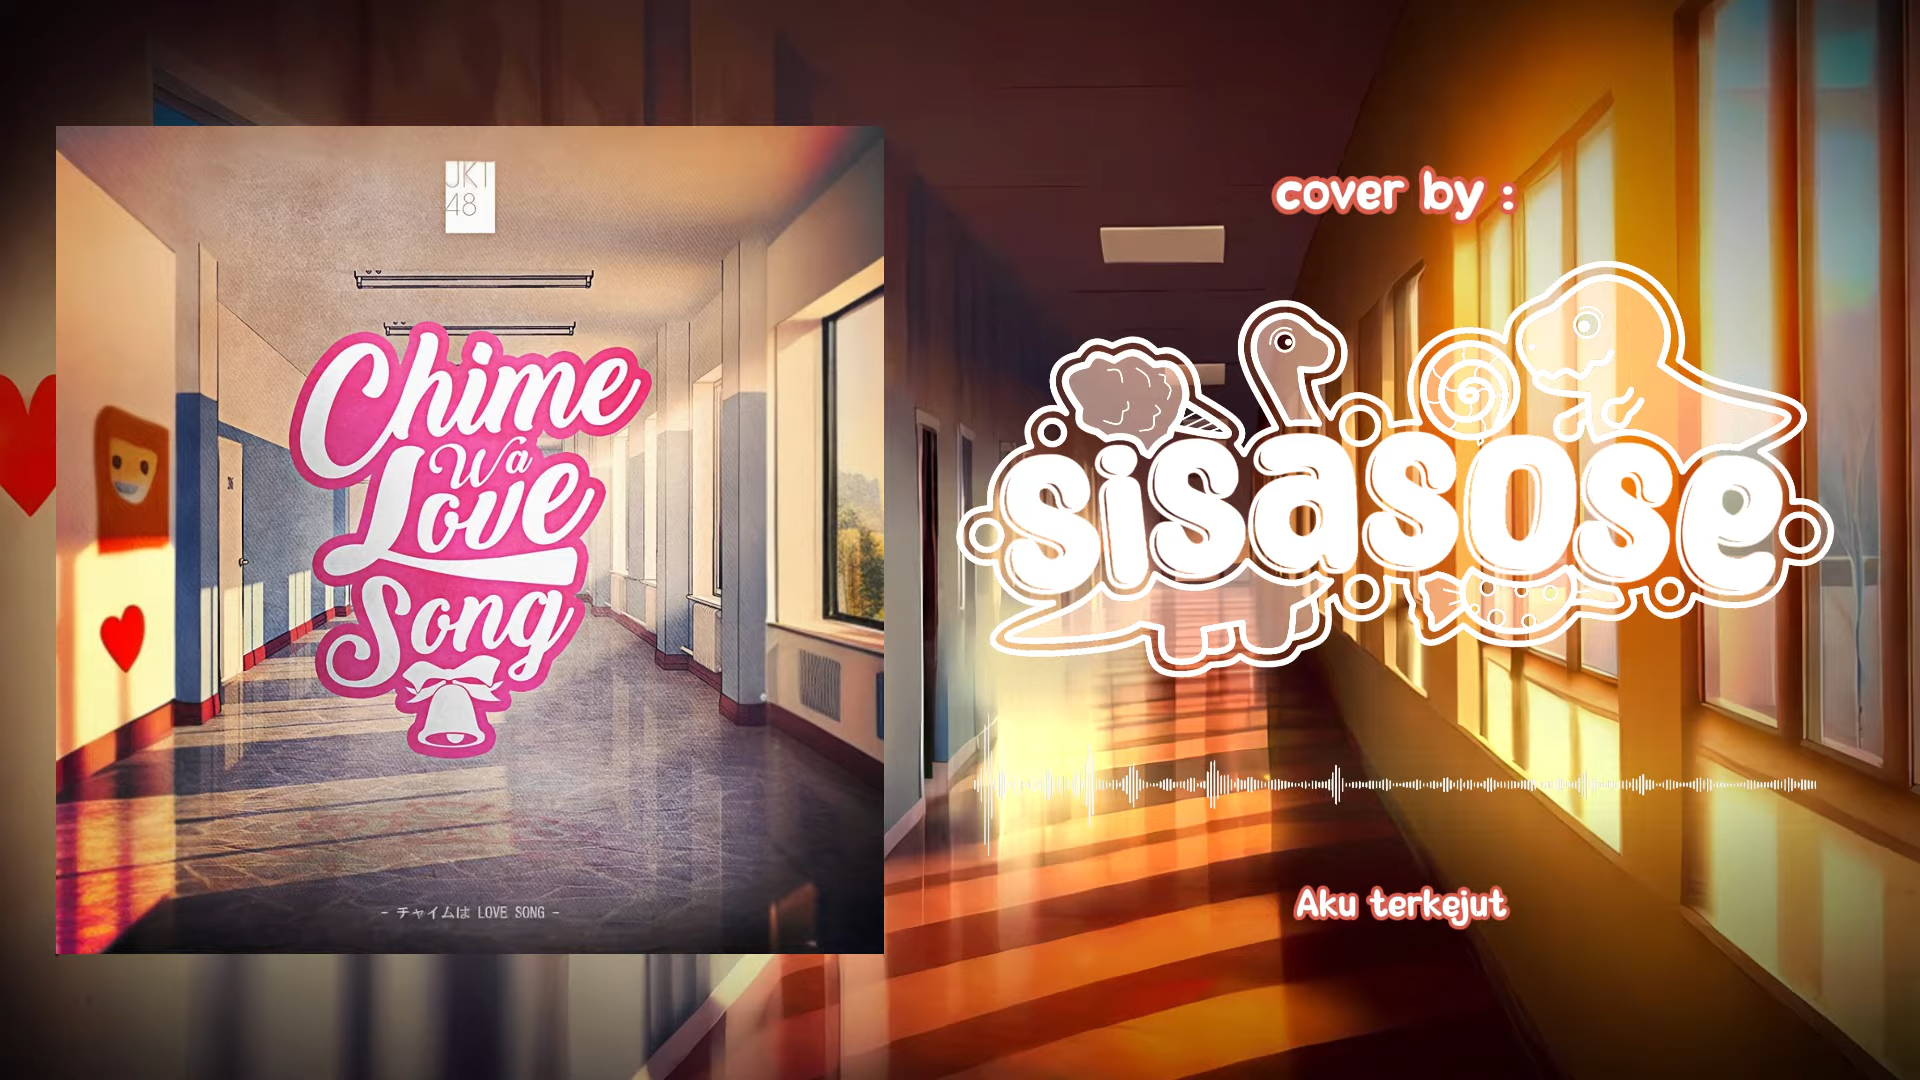 JKT
48
Chime
Wa
Love
Song
- チャイムは LOVE SONG -
cover by :
sisasose
Aku terkejut